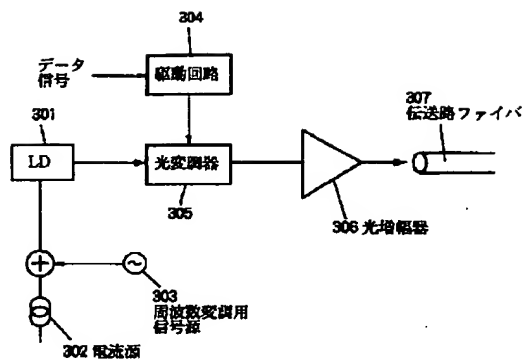 304
データ
信号
駆動回路
301
307
伝送路ファイバ
LD
光変調器
305
306 光増幅器
+
~
303
周波数変調用
信号源
302 電流源